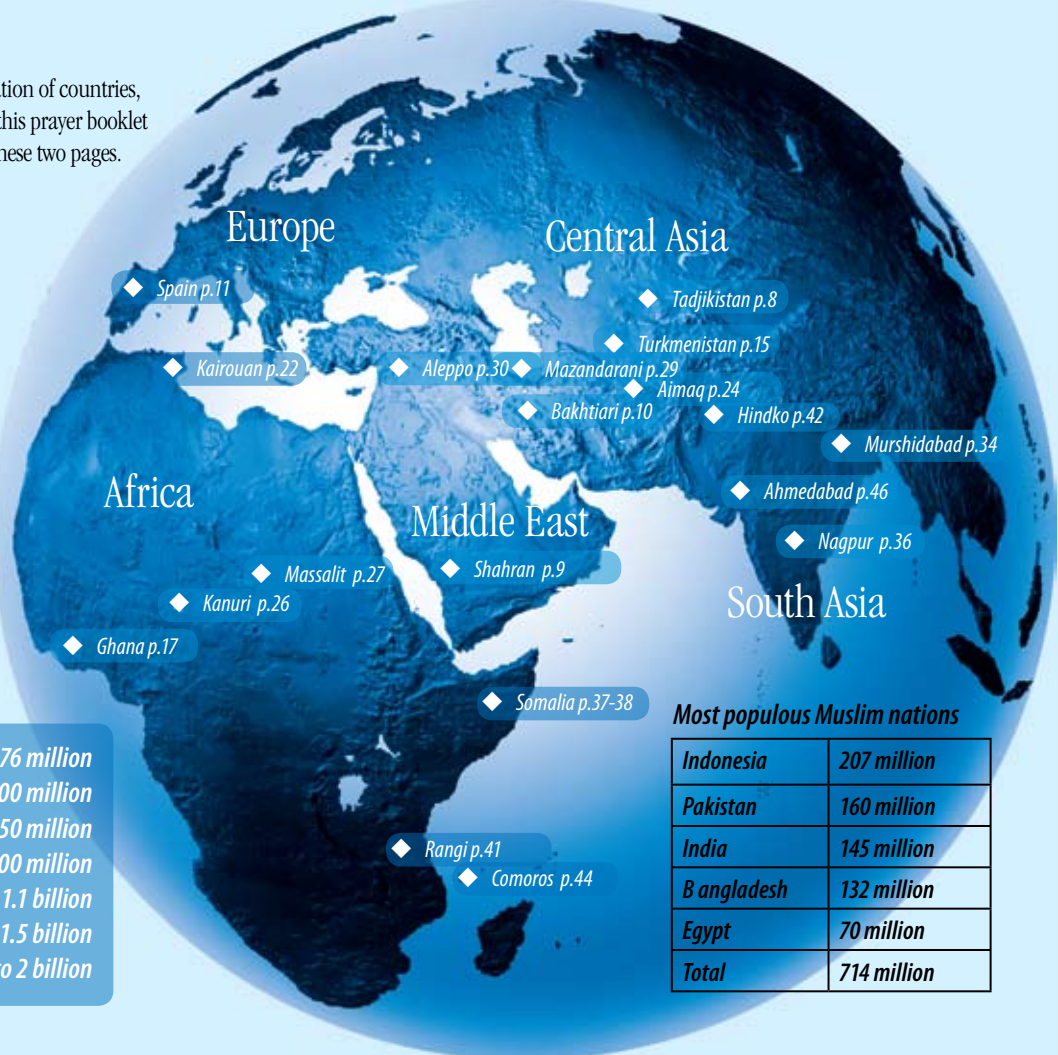 tion of countries,
this prayer booklet
hese two pages.
Europe
Central Asia
Spain p.11
Tadjikistan p.8
Turkmenistan p.15
Kairouan p.22
Aleppo p.30
Mazandarani p.29
Aimaq p.24
Bakhtiari p.10
Hindko p.42
Murshidabad p.34
Africa
Ahmedabad p.46
Middle East
Nagpur p.36
Massalit p.27
Shahran p.9
Kanuri p.26
South Asia
Ghana p.17
Somalia p.37-38
Most populous Muslim nations
Indonesia 207 million
Pakistan 160 million
India 145 million
B angladesh 132 million
Egypt 70 million
Total 714 million
76 million
00 million
50 million
00 million
1.1 billion
1.5 billion
to 2 billion
Rangi p.41
Comoros p.44